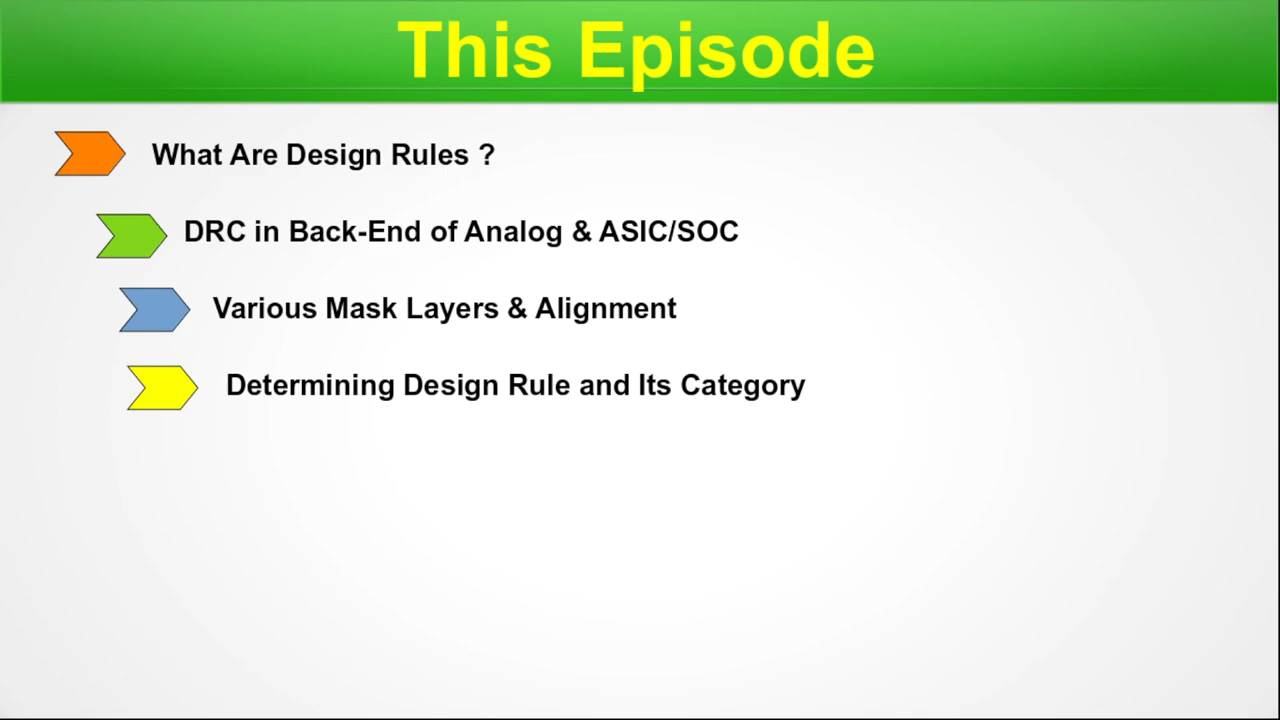 This Episode
What Are Design Rules ?
DRC in Back-End of Analog & ASIC/SOC
Various Mask Layers & Alignment
Determining Design Rule and Its Category